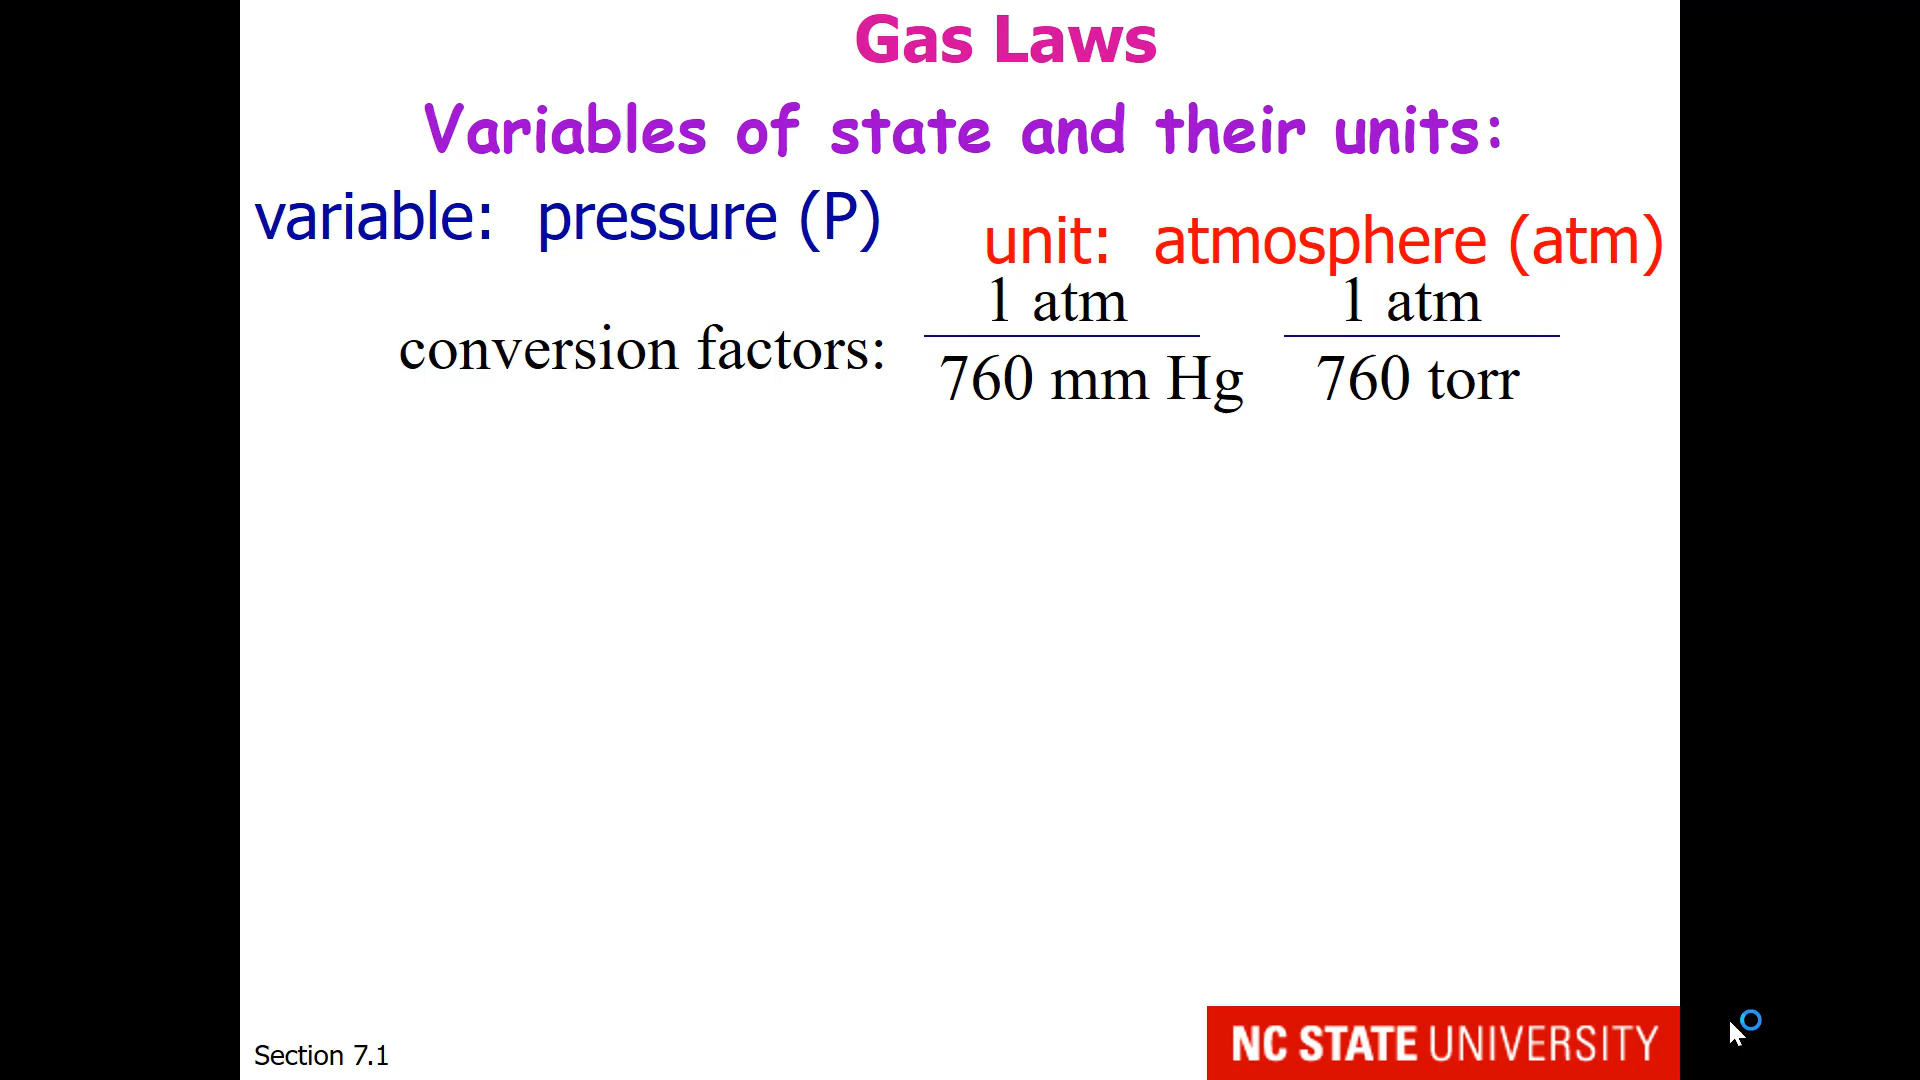 Gas Laws
Variables of state and their units:
variable: pressure (P)
unit: atmosphere (atm)
conversion factors:
1 atm
760 mm Hg
1 atm
760 torr
Section 7.1
NC STATE UNIVERSITY